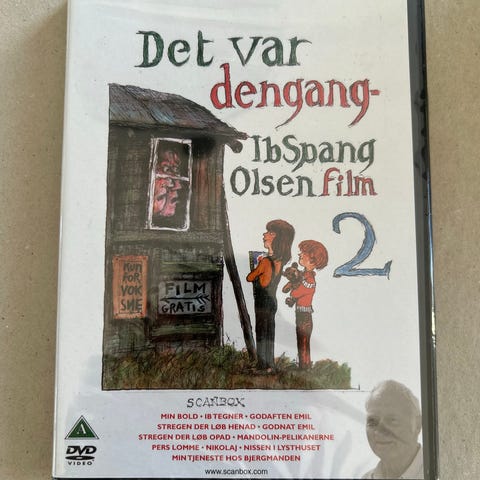 Det var
dengang-
Ib Spang
Olsen film
2
KUN
FOR
VOK
SNE
FILM
GRATIS
SCANBOX
MIN BOLD • IB TEGNER • GODAFTEN EMIL
STREGEN DER LØB HENAD • GODNAT EMIL
STREGEN DER LØB OPAD • MANDOLIN-PELIKANERNE
PERS LOMME • NIKOLAJ • NISSEN I LYSTHUSET
MIN TJENESTE HOS BJERGMANDEN
A
DVD
VIDEO
www.scanbox.com